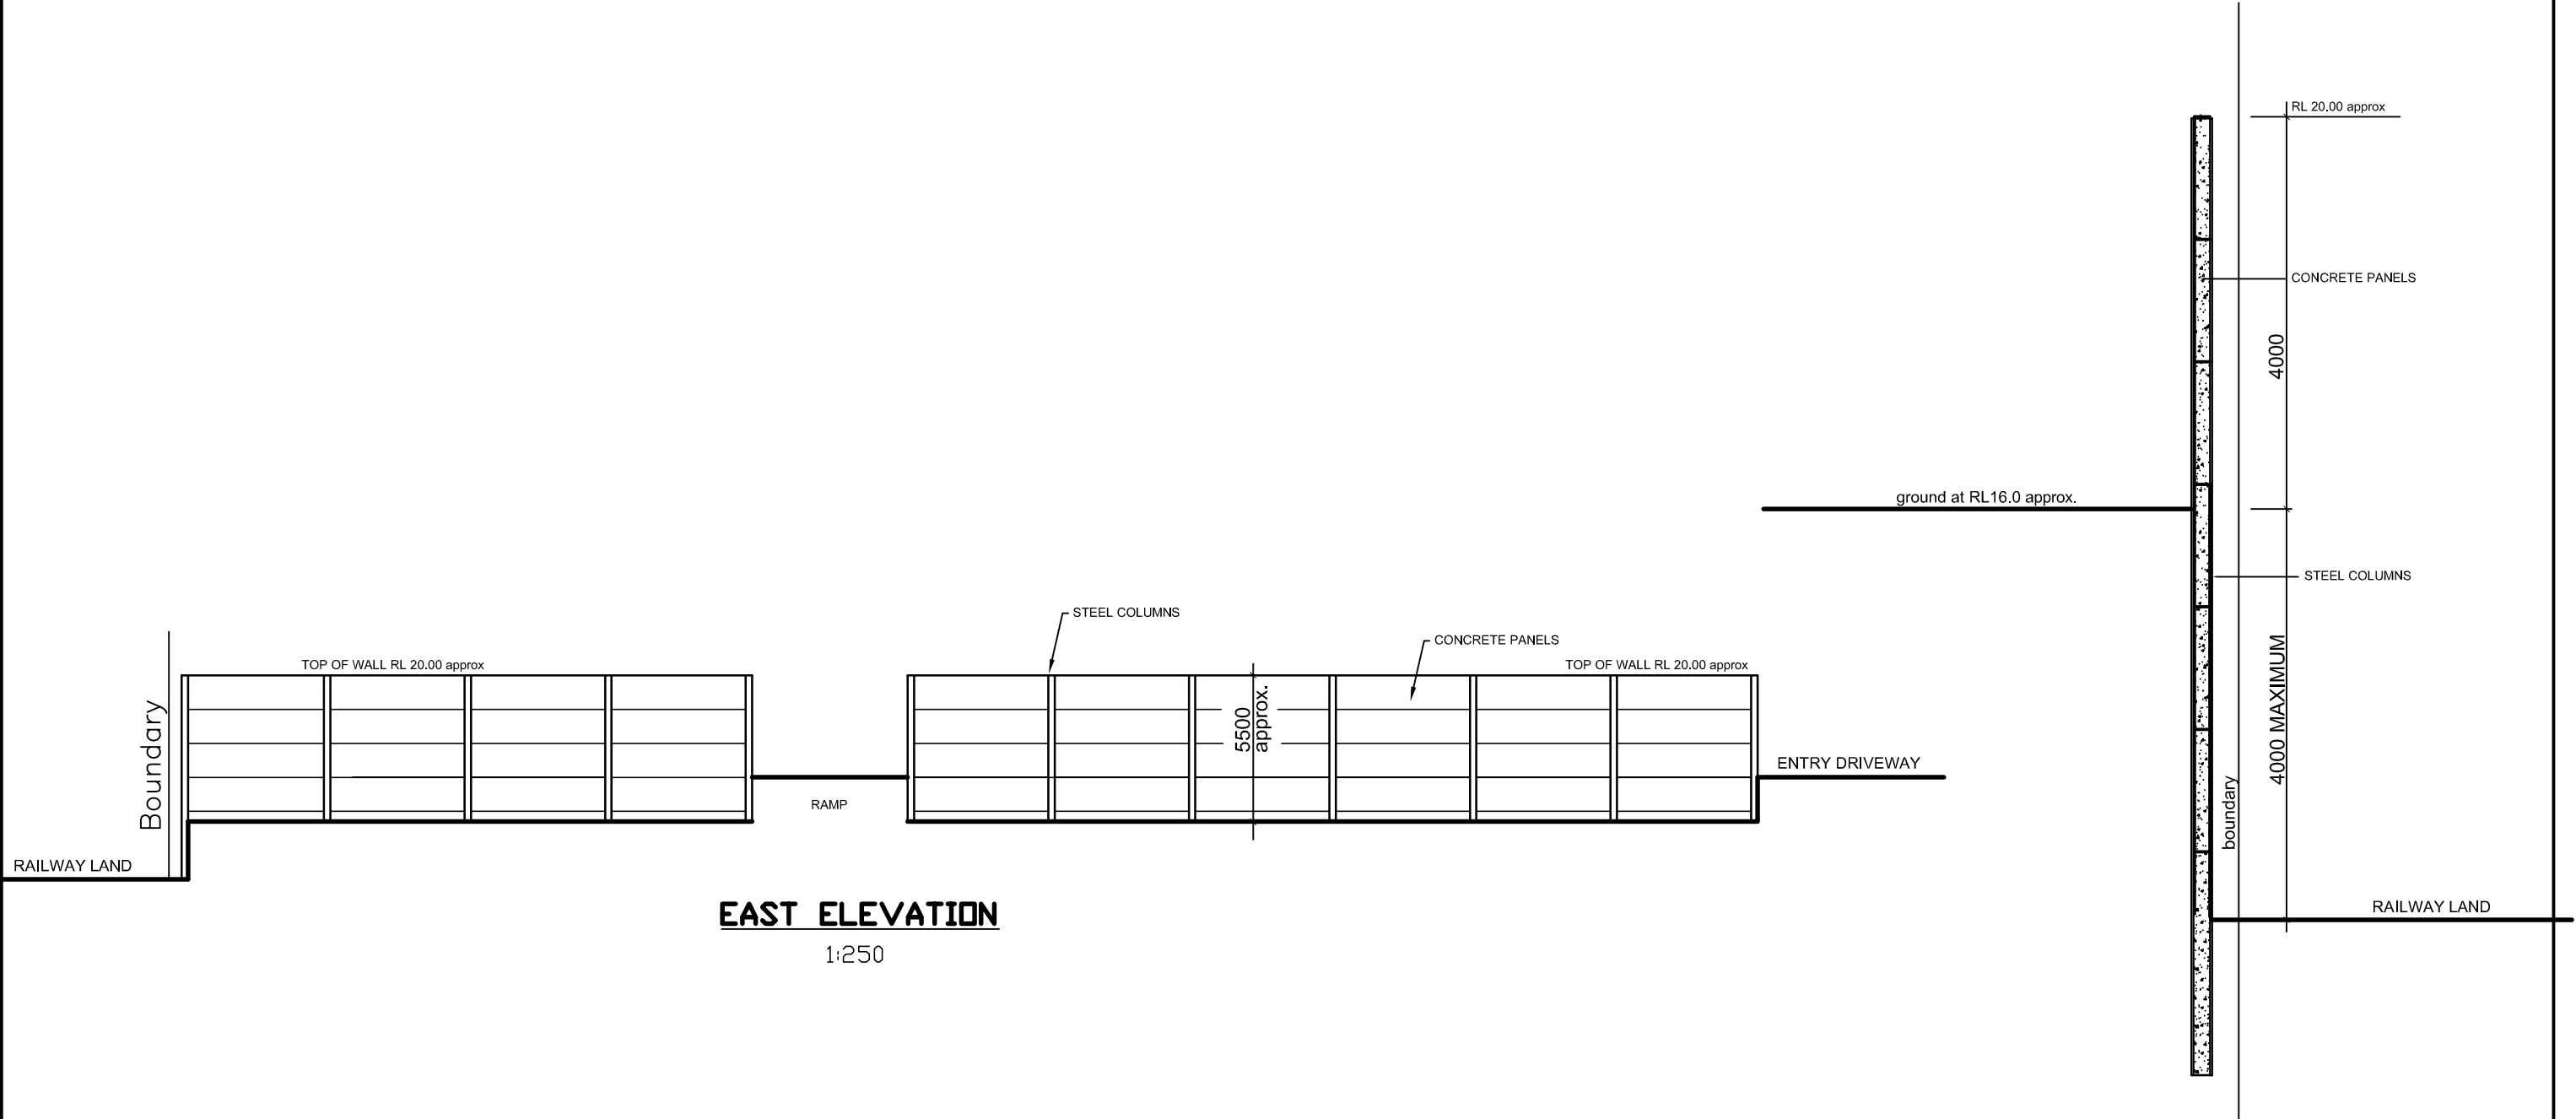 RL 20.00 approx
CONCRETE PANELS
4000
ground at RL16.0 approx.
STEEL COLUMNS
STEEL COLUMNS
CONCRETE PANELS
TOP OF WALL RL 20.00 approx
TOP OF WALL RL 20.00 approx
Boundary
5500
approx.
4000 MAXIMUM
ENTRY DRIVEWAY
RAMP
boundary
RAILWAY LAND
RAILWAY LAND
EAST ELEVATION
1:250